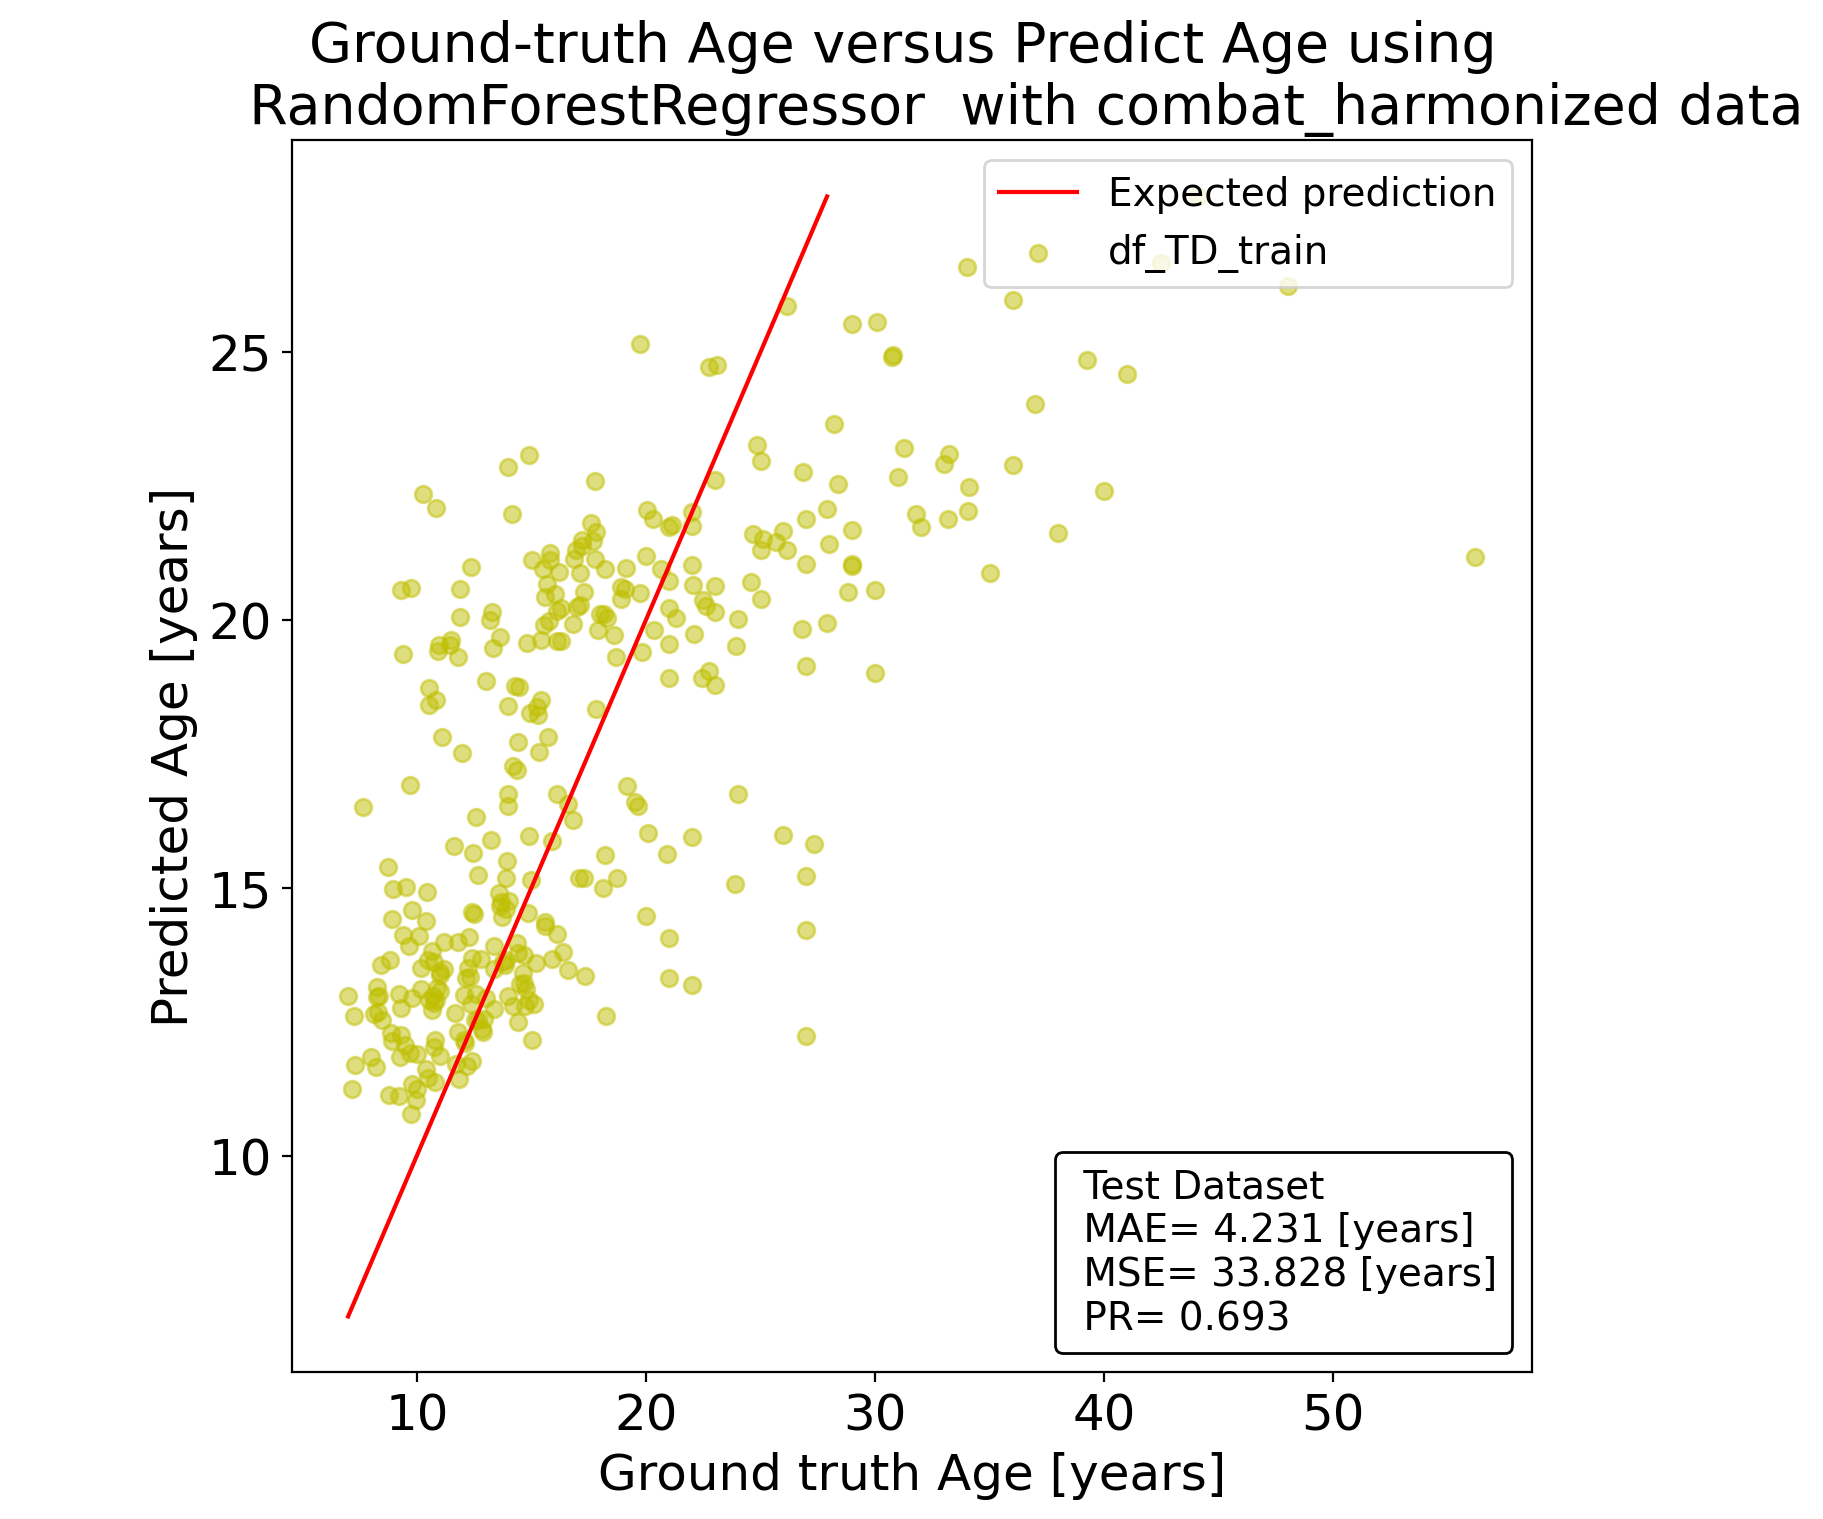 Ground-truth Age versus Predict Age using
RandomForestRegressor  with combat_harmonized data
Expected prediction
df_TD_train
25
20
15
10
Predicted Age [years]
Test Dataset
MAE= 4.231 [years]
MSE= 33.828 [years]
PR= 0.693
10 20 30 40 50
Ground truth Age [years]